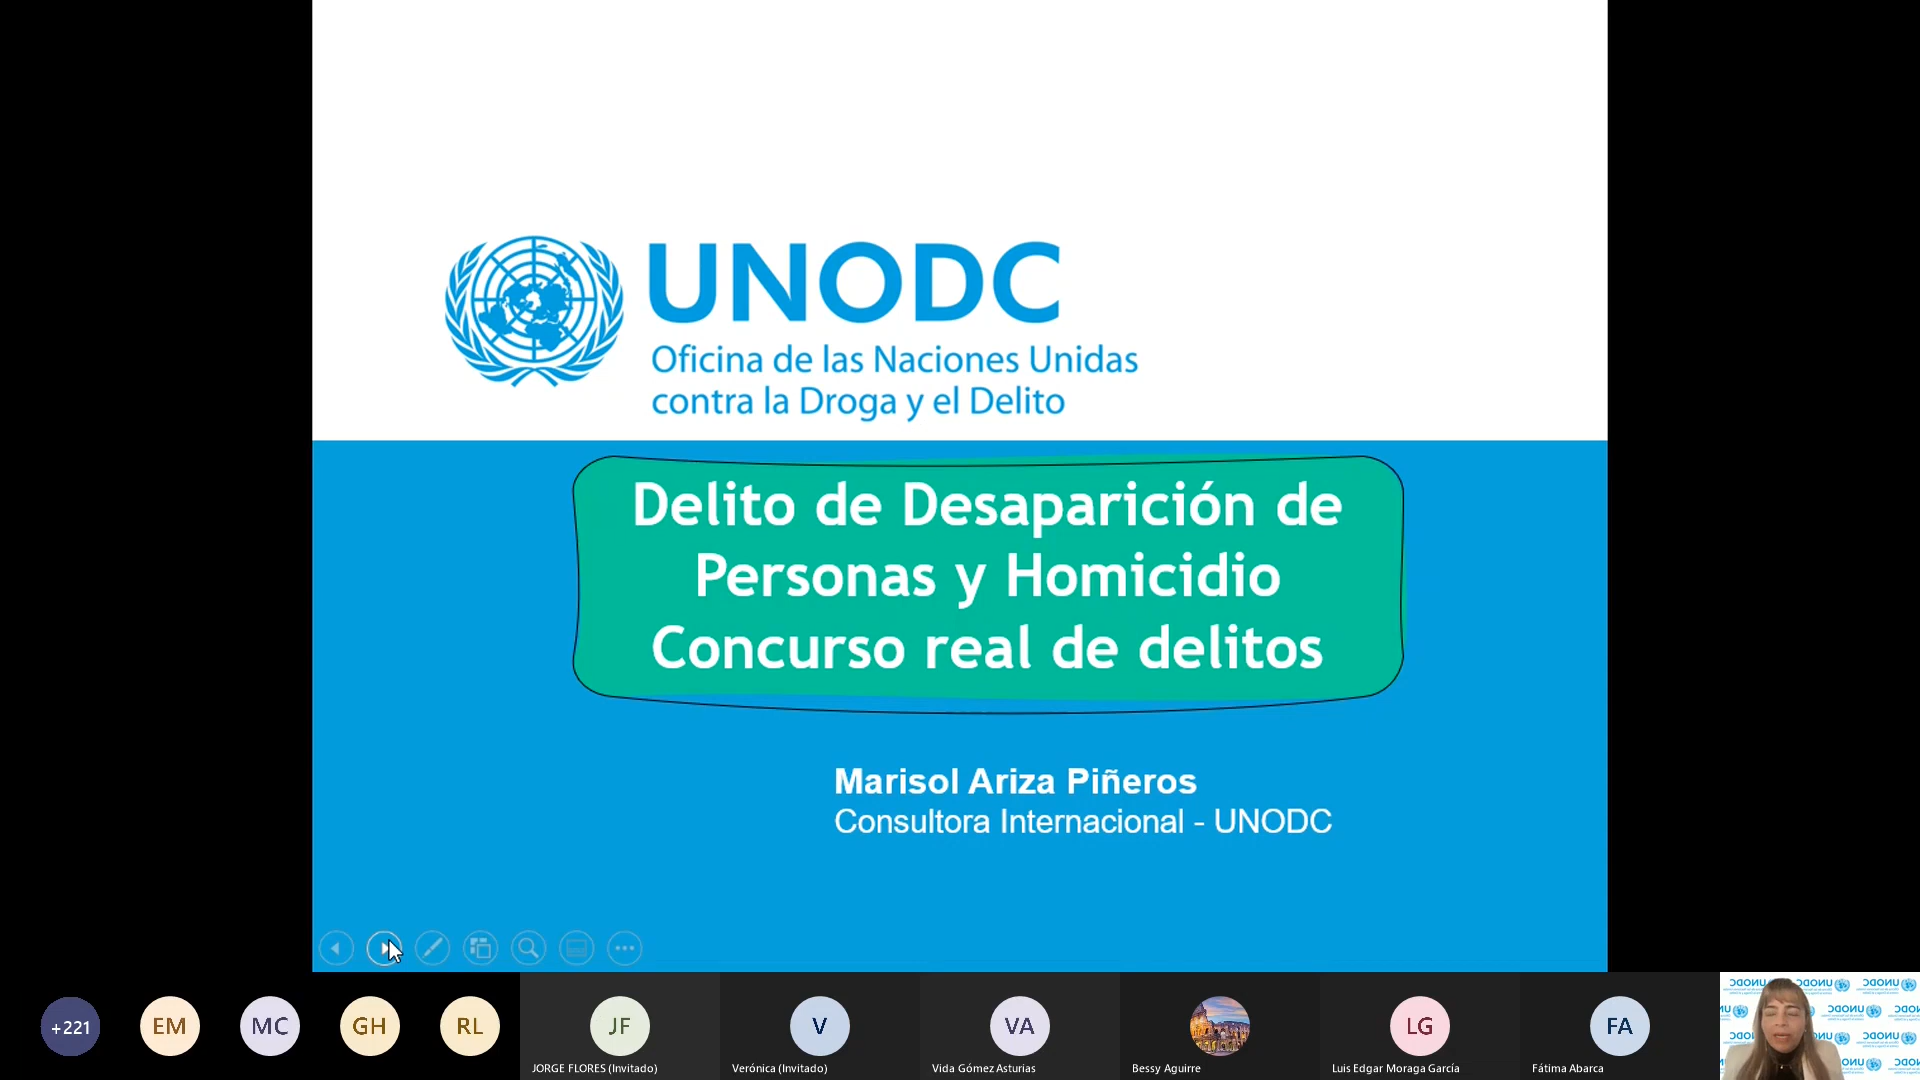 UNODC
Oficina de las Naciones Unidas
contra la Droga y el Delito
Delito de Desaparición de
Personas y Homicidio
Concurso real de delitos
Marisol Ariza Piñeros
Consultora Internacional - UNODC
+221
EM
MC
GH
RL
JF
V
VA
LG
FA
JORGE FLORES (Invitado)
Verónica (Invitado)
Vida Gómez Asturias
Bessy Aguirre
Luis Edgar Moraga García
Fátima Abarca